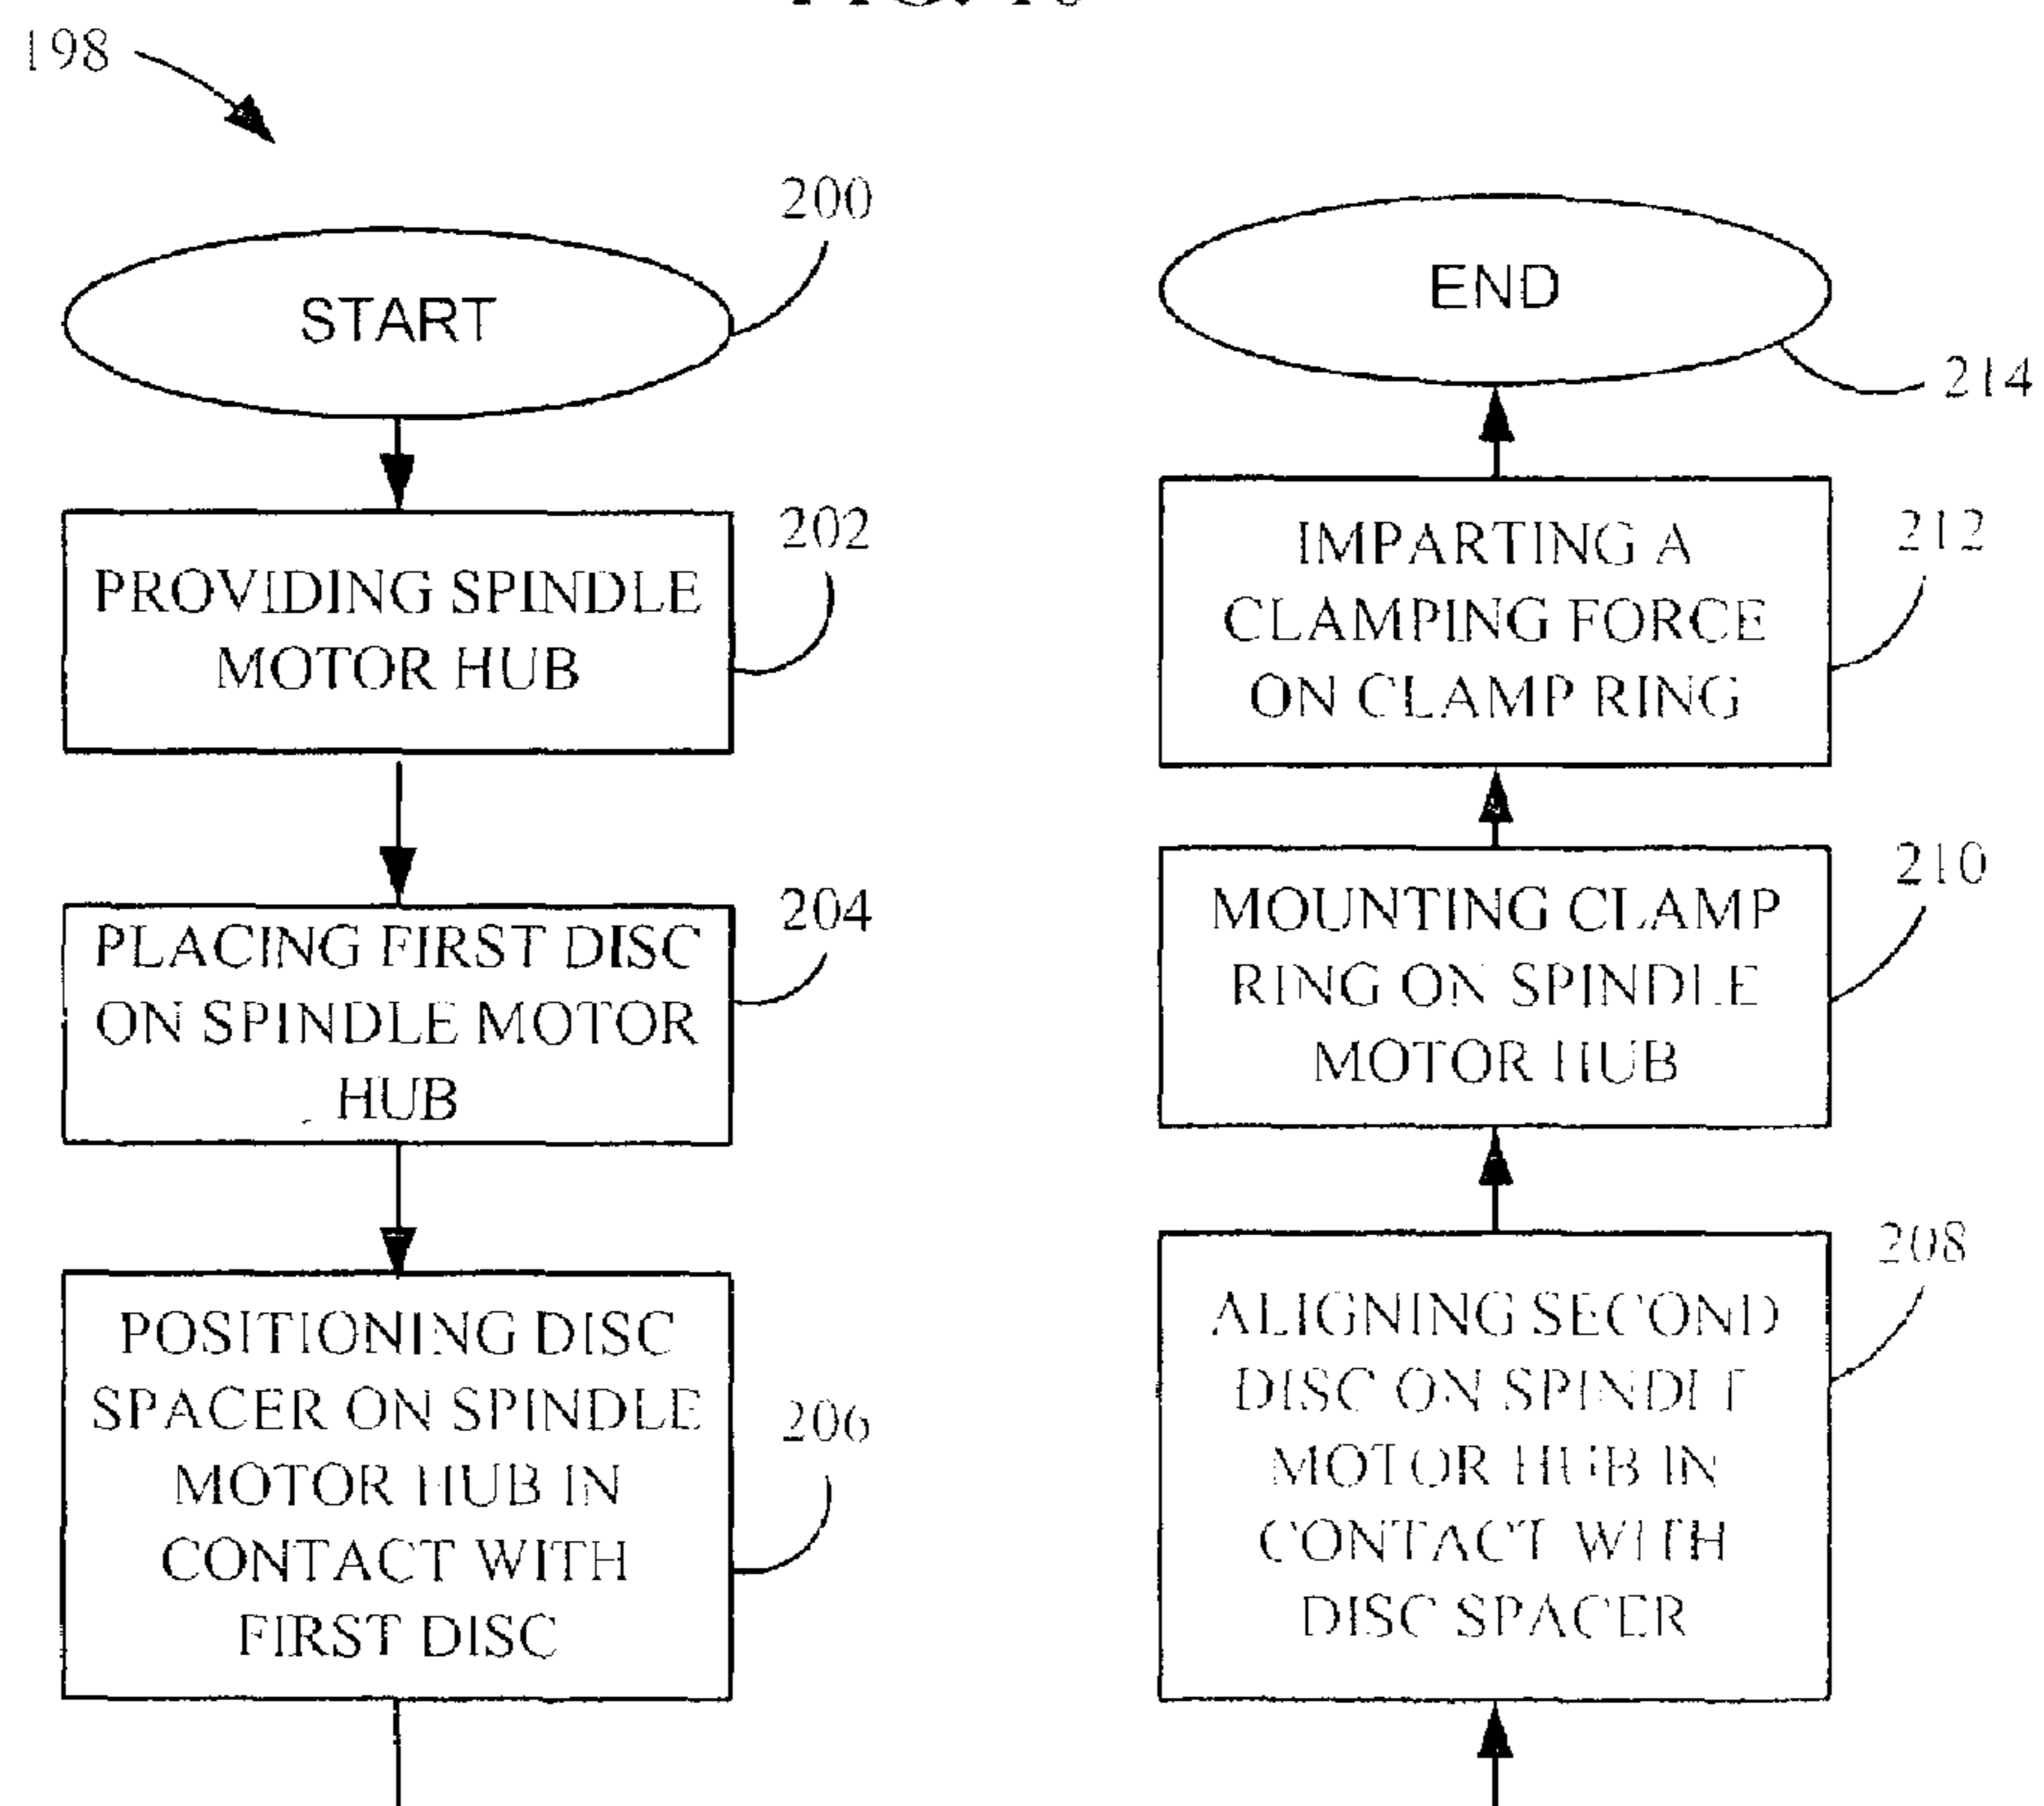 198
200
START
202
PROVIDING SPINDLE
MOTOR HUB
204
PLACING FIRST DISC
ON SPINDLE MOTOR
HUB
206
POSITIONING DISC
SPACER ON SPINDLE
MOTOR HUB IN
CONTACT WITH
FIRST DISC
208
ALIGNING SECOND
DISC ON SPINDLE
MOTOR HUB IN
CONTACT WITH
DISC SPACER
210
MOUNTING CLAMP
RING ON SPINDLE
MOTOR HUB
212
IMPARTING A
CLAMPING FORCE
ON CLAMP RING
END
214